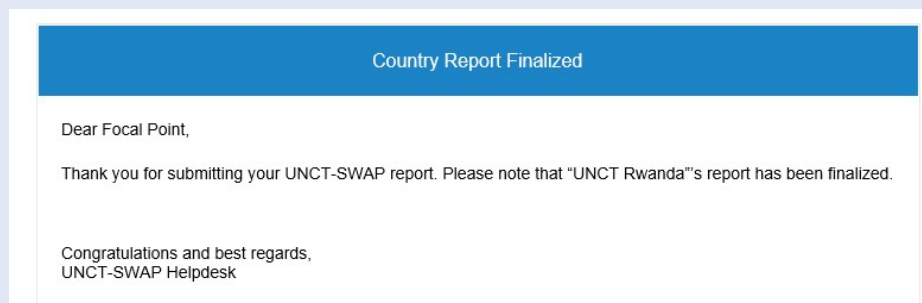 Country Report Finalized
Dear Focal Point,
Thank you for submitting your UNCT-SWAP report. Please note that “UNCT Rwanda”’s report has been finalized.
Congratulations and best regards,
UNCT-SWAP Helpdesk